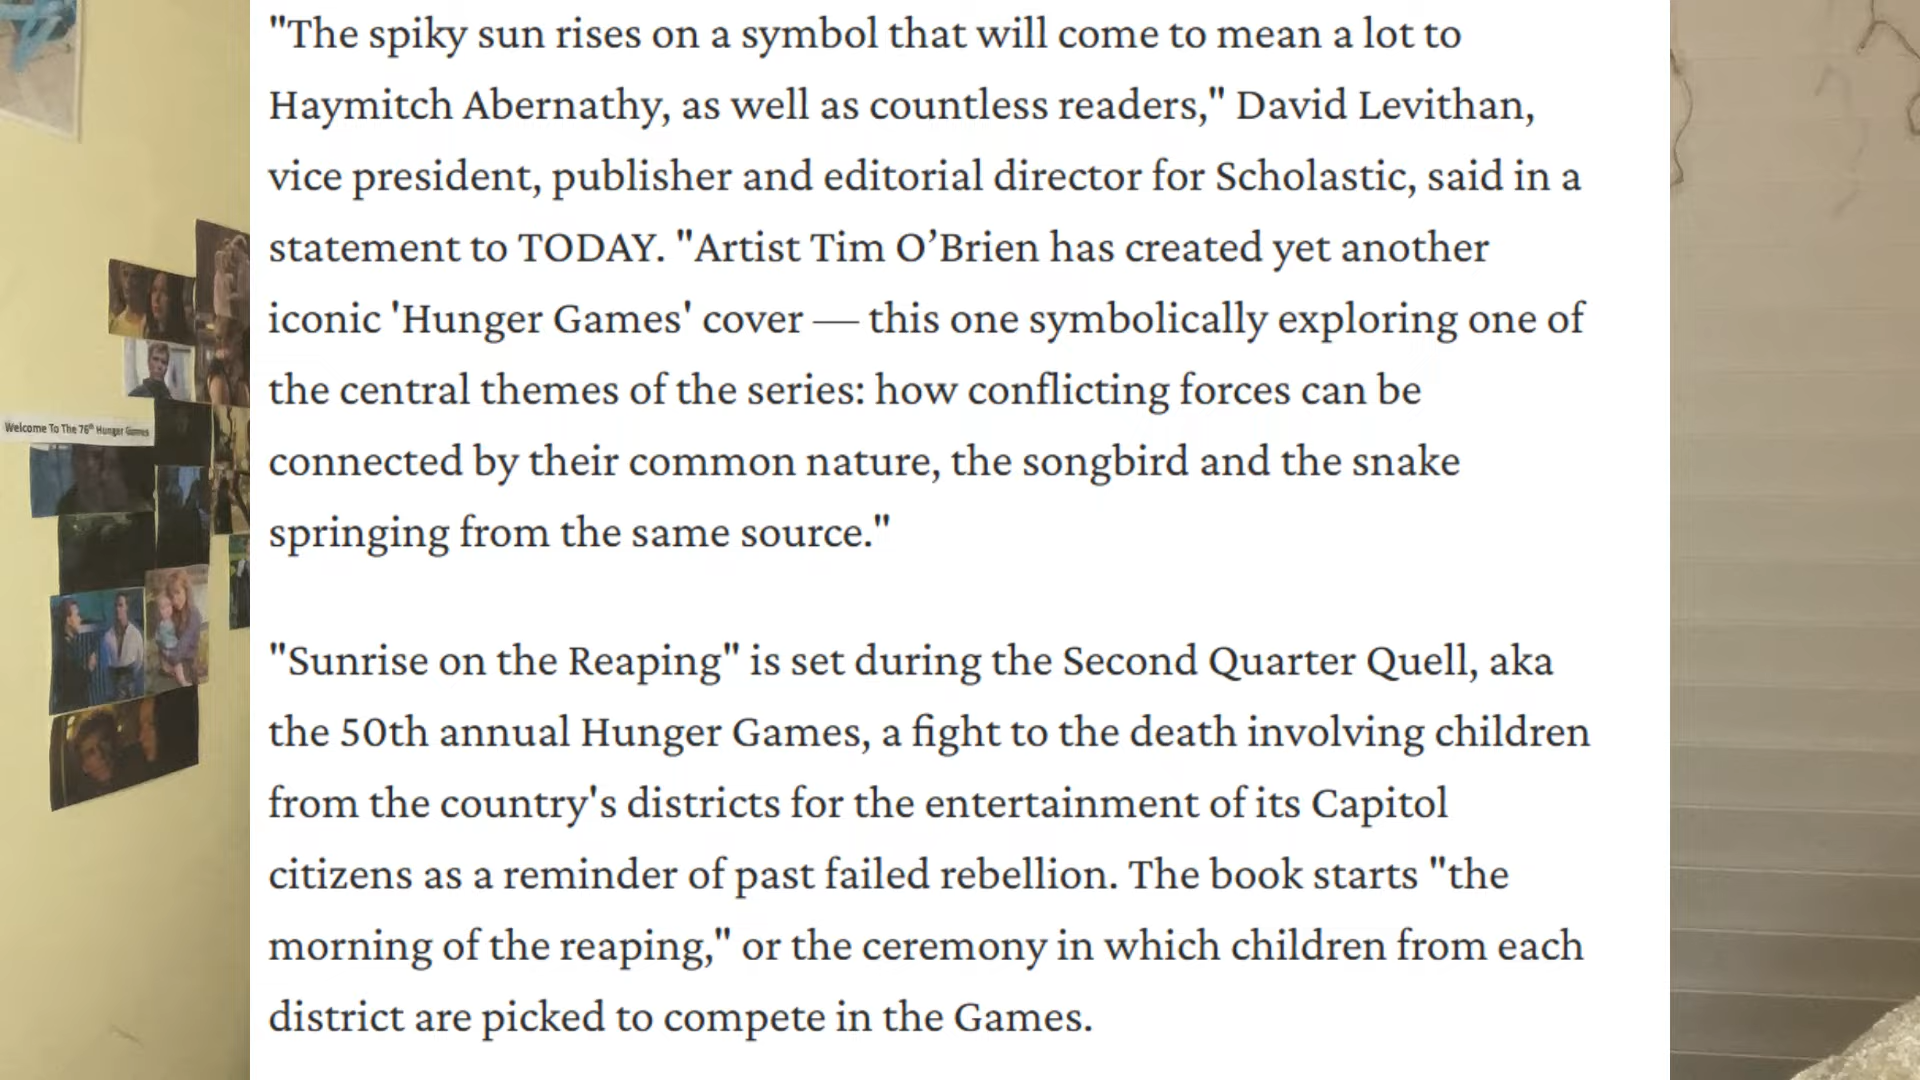 "The spiky sun rises on a symbol that will come to mean a lot to
Haymitch Abernathy, as well as countless readers," David Levithan,
vice president, publisher and editorial director for Scholastic, said in a
statement to TODAY. "Artist Tim O’Brien has created yet another
iconic 'Hunger Games' cover — this one symbolically exploring one of
the central themes of the series: how conflicting forces can be
connected by their common nature, the songbird and the snake
springing from the same source."
"Sunrise on the Reaping" is set during the Second Quarter Quell, aka
the 50th annual Hunger Games, a fight to the death involving children
from the country's districts for the entertainment of its Capitol
citizens as a reminder of past failed rebellion. The book starts "the
morning of the reaping," or the ceremony in which children from each
district are picked to compete in the Games.
Welcome To The 76th Hunger Games